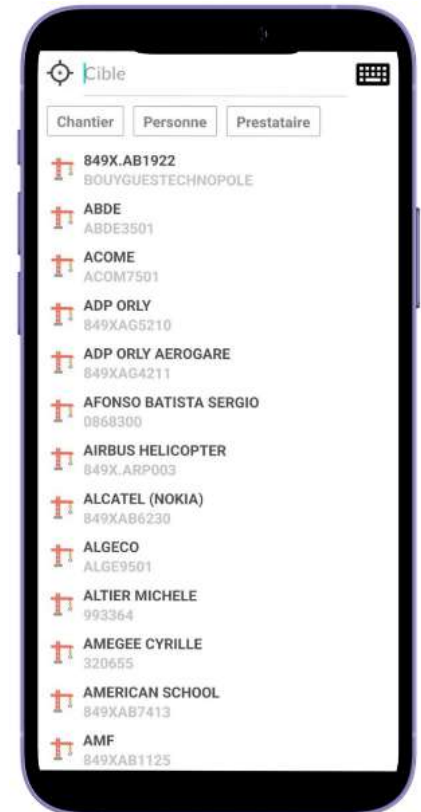 Cible
Chantier Personne Prestataire
849X.AB1922
BOUYGUESTECHNOPOLE
ABDE
ABDE3501
ACOME
ACOM7501
ADP ORLY
849XAG5210
ADP ORLY AEROGARE
849XAG4211
AFONSO BATISTA SERGIO
0868300
AIRBUS HELICOPTER
849X.ARP003
ALCATEL (NOKIA)
849XAB6230
ALGECO
ALGE9501
ALTIER MICHELE
993364
AMEGEE CYRILLE
320655
AMERICAN SCHOOL
849XAB7413
AMF
849XAB1125